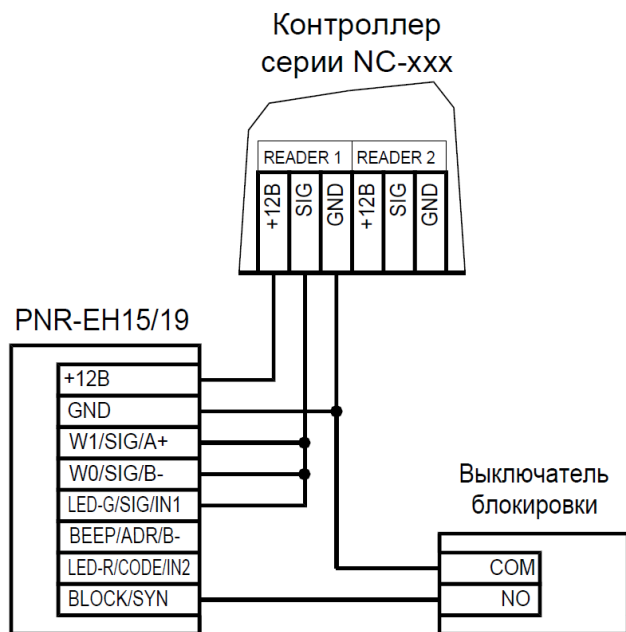 Контроллер
серии NC-xxx
READER 1 READER 2
+12В SIG GND +12В SIG GND
PNR-EH15/19
+12В
GND
W1/SIG/A+
W0/SIG/B-
LED-G/SIG/IN1
BEEP/ADR/B-
LED-R/CODE/IN2
BLOCK/SYN
Выключатель
блокировки
COM
NO